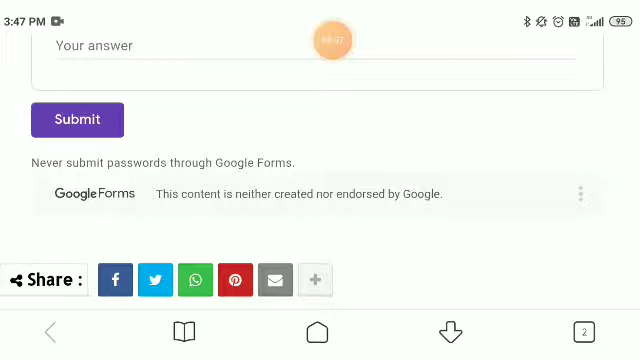 3:47 PM
95
Your answer
Submit
Never submit passwords through Google Forms.
Google Forms
This content is neither created nor endorsed by Google.
Share :
2